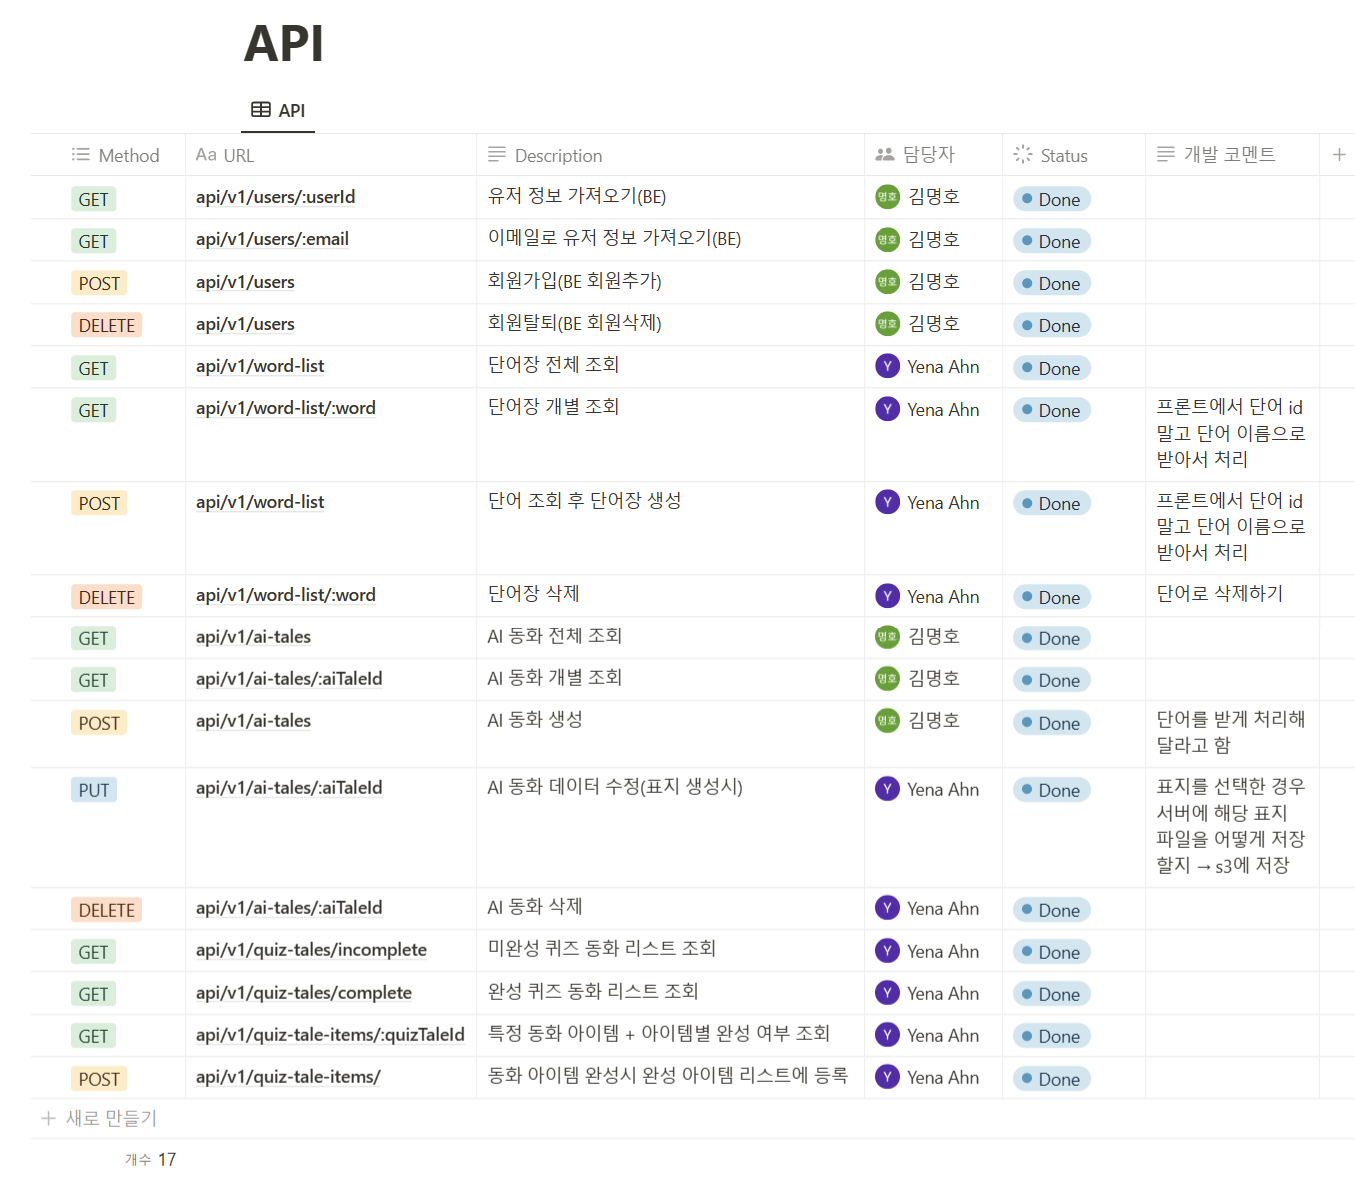 API
API
Method Aa URL Description 담당자 Status 개발 코멘트
GET api/v1/users/:userId 유저 정보 가져오기(BE) 명호 김명호 Done
GET api/v1/users/:email 이메일로 유저 정보 가져오기(BE) 명호 김명호 Done
POST api/v1/users 회원가입(BE 회원추가) 명호 김명호 Done
DELETE api/v1/users 회원탈퇴(BE 회원삭제) 명호 김명호 Done
GET api/v1/word-list 단어장 전체 조회 Y Yena Ahn Done
GET api/v1/word-list/:word 단어장 개별 조회 Y Yena Ahn Done 프론트에서 단어 id
말고 단어 이름으로
받아서 처리
POST api/v1/word-list 단어 조회 후 단어장 생성 Y Yena Ahn Done 프론트에서 단어 id
말고 단어 이름으로
받아서 처리
DELETE api/v1/word-list/:word 단어장 삭제 Y Yena Ahn Done 단어로 삭제하기
GET api/v1/ai-tales AI 동화 전체 조회 명호 김명호 Done
GET api/v1/ai-tales/:aiTaleId AI 동화 개별 조회 명호 김명호 Done
POST api/v1/ai-tales AI 동화 생성 명호 김명호 Done 단어를 받게 처리해
달라고 함
PUT api/v1/ai-tales/:aiTaleId AI 동화 데이터 수정(표지 생성시) Y Yena Ahn Done 표지를 선택한 경우
서버에 해당 표지
파일을 어떻게 저장
할지 → s3에 저장
DELETE api/v1/ai-tales/:aiTaleId AI 동화 삭제 Y Yena Ahn Done
GET api/v1/quiz-tales/incomplete 미완성 퀴즈 동화 리스트 조회 Y Yena Ahn Done
GET api/v1/quiz-tales/complete 완성 퀴즈 동화 리스트 조회 Y Yena Ahn Done
GET api/v1/quiz-tale-items/:quizTaleId 특정 동화 아이템 + 아이템별 완성 여부 조회 Y Yena Ahn Done
POST api/v1/quiz-tale-items/ 동화 아이템 완성시 완성 아이템 리스트에 등록 Y Yena Ahn Done
+ 새로 만들기
개수 17